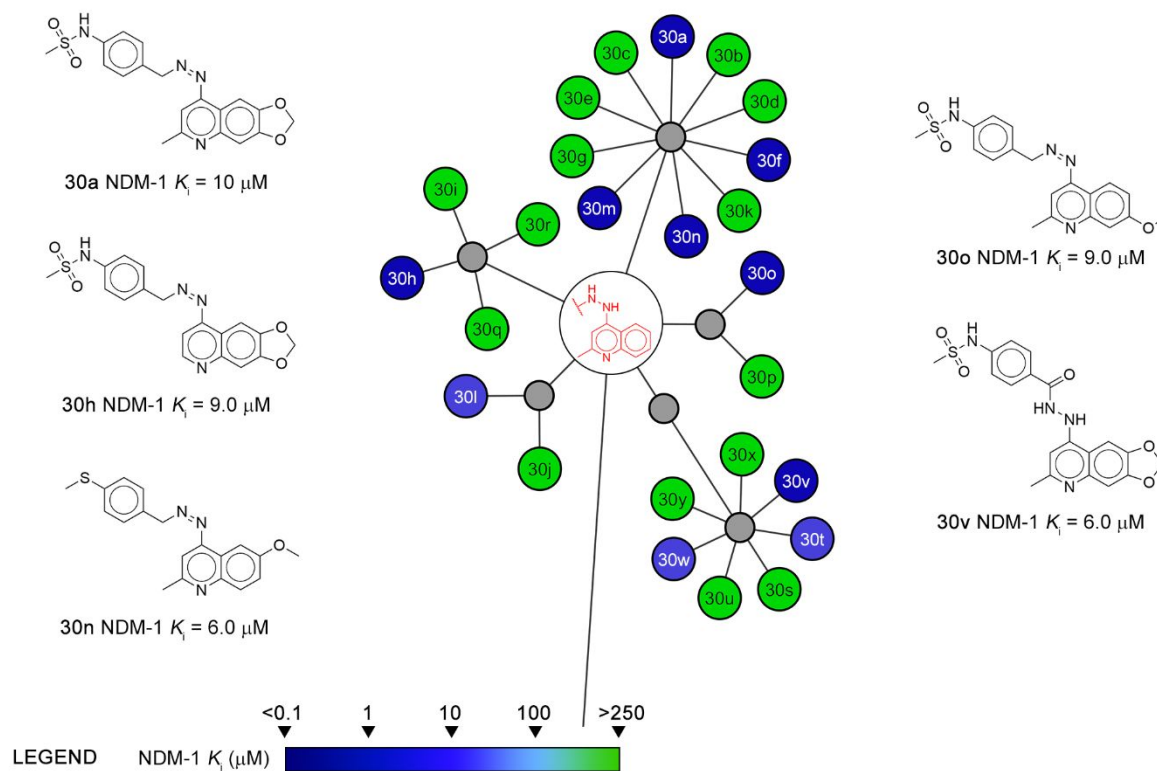 30a NDM-1 Ki = 10 μM
30h NDM-1 Ki = 9.0 μM
30n NDM-1 Ki = 6.0 μM
30a
30c
30b
30e
30d
30g
30f
30m
30k
30n
30i
30r
30h
30q
30o
30p
30l
30j
30x
30v
30y
30t
30w
30s
30u
H
N
NH
N
30o NDM-1 Ki = 9.0 μM
30v NDM-1 Ki = 6.0 μM
<0.1 1 10 100 >250
LEGEND NDM-1 Ki (μM)